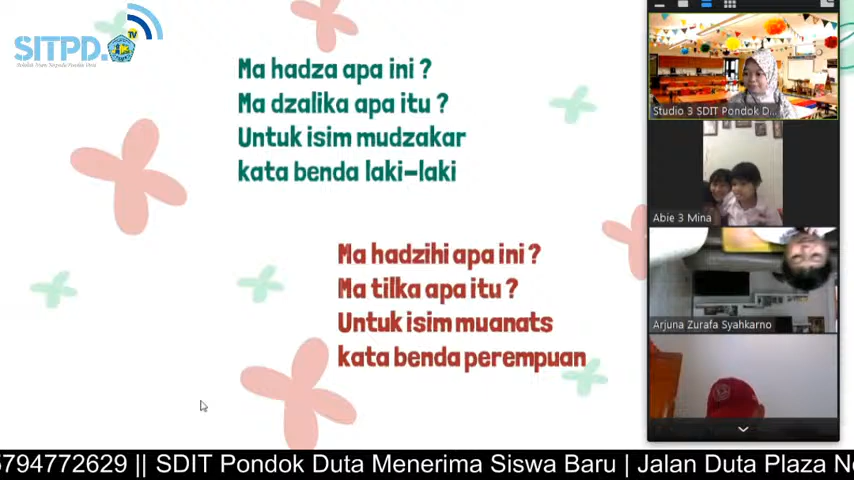 SITPD.
TV
Ma hadza apa ini ?
Ma dzalika apa itu ?
Untuk isim mudzakar
kata benda laki-laki
Ma hadzihi apa ini ?
Ma tilka apa itu ?
Untuk isim muanats
kata benda perempuan
Studio 3 SDIT Pondok D...
Abie 3 Mina
Arjuna Zurafa Syahkarno
5794772629 || SDIT Pondok Duta Menerima Siswa Baru | Jalan Duta Plaza No